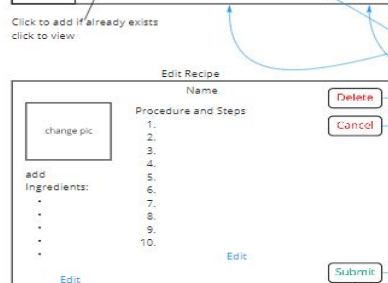 Click to add if already exists
click to view
Edit Recipe
Name
Delete
Procedure and Steps
Cancel
change pic
1.
2.
3.
4.
5.
6.
7.
8.
9.
10.
add
Ingredients:
Edit
Edit
Submit